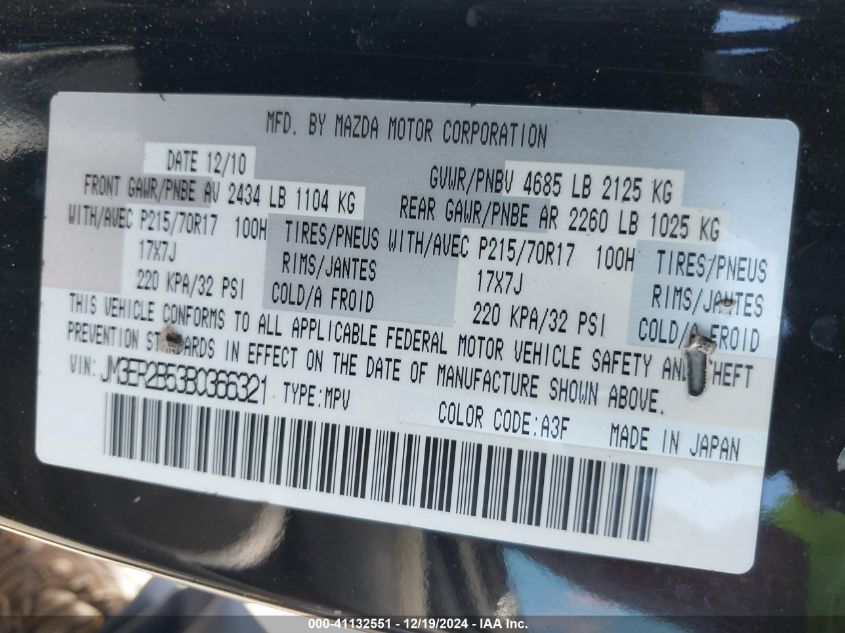 MFD. BY MAZDA MOTOR CORPORATION
DATE 12/10 GVWR/PNBV 4685 LB 2125 KG
FRONT GAWR/PNBE AV 2434 LB 1104 KG REAR GAWR/PNBE AR 2260 LB 1025 KG
WITH/AVEC P215/70R17 100H TIRES/PNEUS WITH/AVEC P215/70R17 100H TIRES/PNEUS
17X7J RIMS/JANTES 17X7J RIMS/JANTES
220 KPA/32 PSI COLD/A FROID 220 KPA/32 PSI COLD/A FROID
THIS VEHICLE CONFORMS TO ALL APPLICABLE FEDERAL MOTOR VEHICLE SAFETY AND THEFT
PREVENTION STANDARDS IN EFFECT ON THE DATE OF MANUFACTURE SHOWN ABOVE.
VIN: JM3ER2B53B0366321 TYPE:MPV COLOR CODE:A3F MADE IN JAPAN
000-41132551 - 12/19/2024 - IAA Inc.